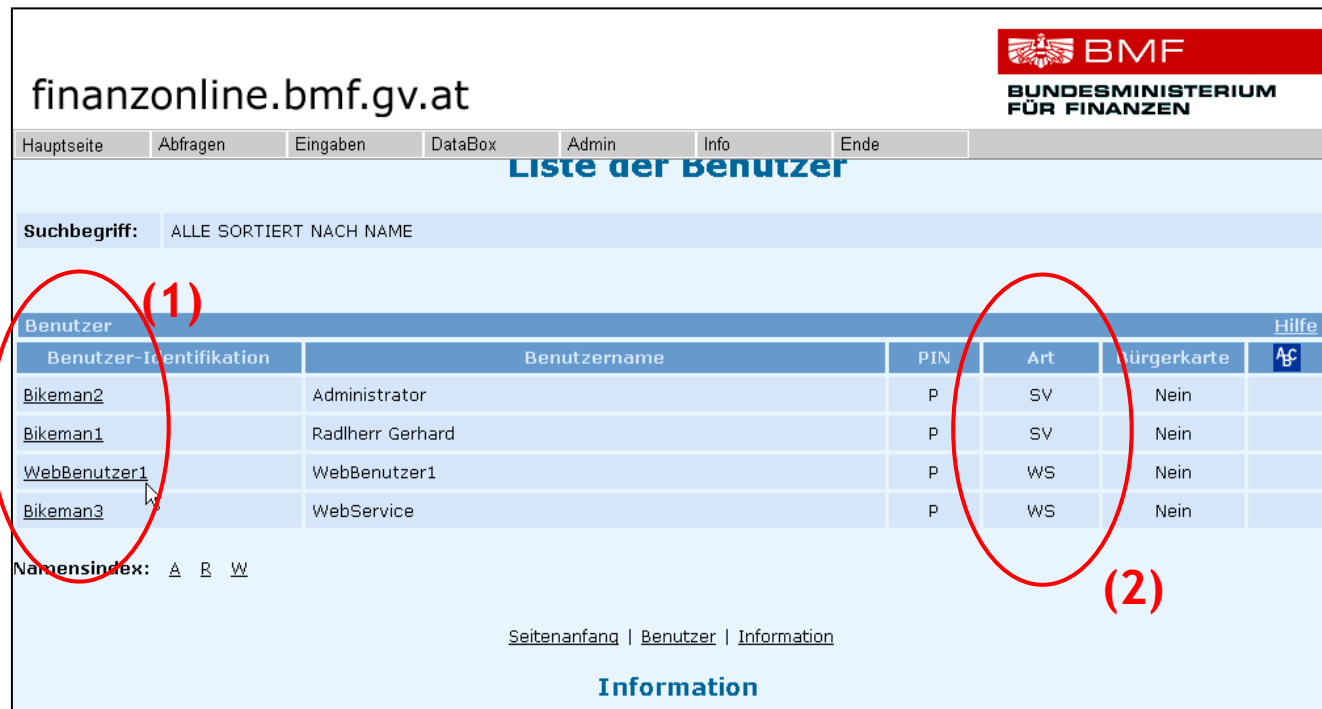 BMF
finanzonline.bmf.gv.at
BUNDESMINISTERIUM
FÜR FINANZEN
Hauptseite Abfragen Eingaben DataBox Admin Info Ende
Liste der Benutzer
Suchbegriff: ALLE SORTIERT NACH NAME
(1)
Benutzer Hilfe
Benutzer-Identifikation Benutzername PIN Art Bürgerkarte ABC
Bikeman2 Administrator P SV Nein
Bikeman1 Radlherr Gerhard P SV Nein
WebBenutzer1 WebBenutzer1 P WS Nein
Bikeman3 WebService P WS Nein
Namensindex: A R W
(2)
Seitenanfang | Benutzer | Information
Information